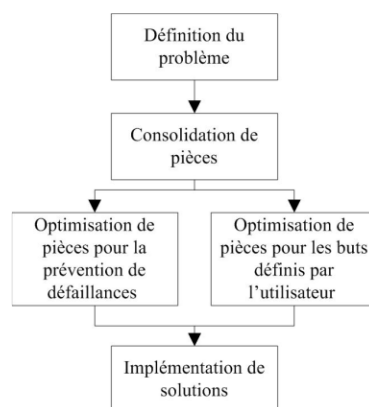 Définition du
problème
Consolidation de
pièces
Optimisation de
pièces pour la
prévention de
défaillances
Optimisation de
pièces pour les buts
définis par
l'utilisateur
Implémentation de
solutions